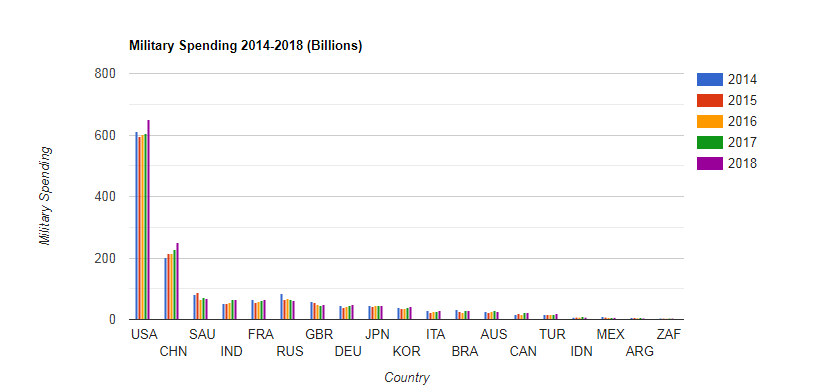 Military Spending 2014-2018 (Billions)
800
600
400
200
0
Military Spending
2014
2015
2016
2017
2018
USA SAU FRA GBR JPN ITA AUS TUR MEX ZAF
CHN IND RUS DEU KOR BRA CAN IDN ARG
Country